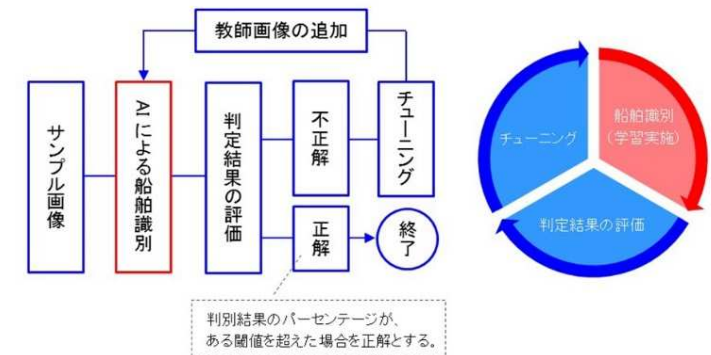 教師画像の追加
サンプル画像
AIによる船舶識別
判定結果の評価
不正解
チューニング
正解
終了
判別結果のパーセンテージが、
ある閾値を超えた場合を正解とする。
チューニング
船舶識別
(学習実施)
判定結果の評価